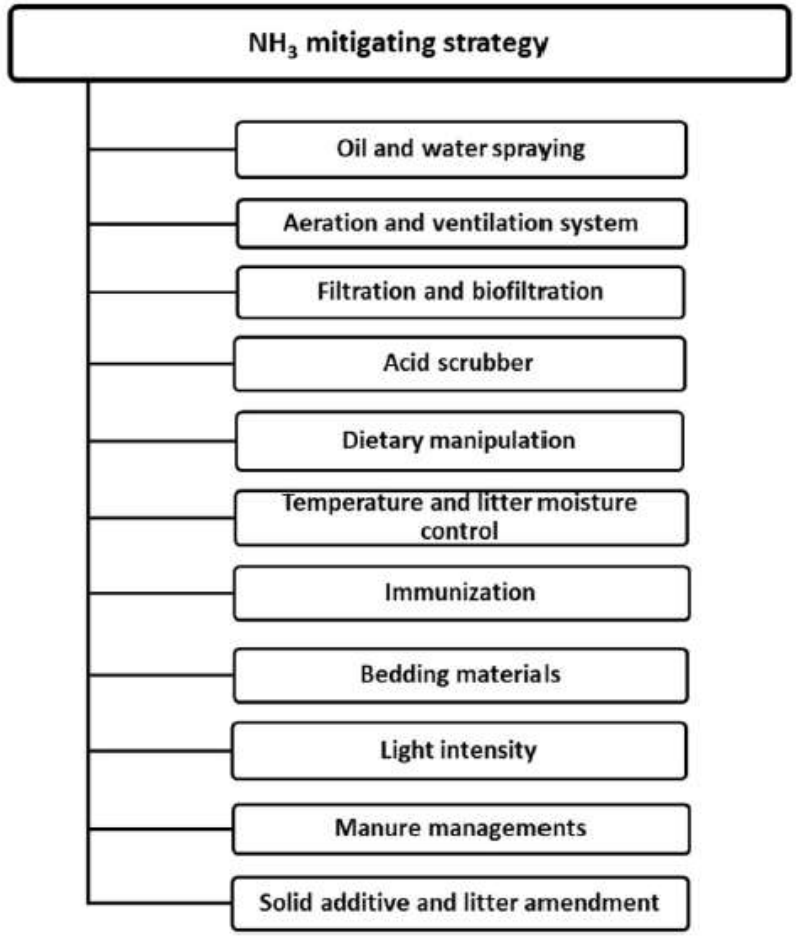 NH₃ mitigating strategy
Oil and water spraying
Aeration and ventilation system
Filtration and biofiltration
Acid scrubber
Dietary manipulation
Temperature and litter moisture
control
Immunization
Bedding materials
Light intensity
Manure managements
Solid additive and litter amendment